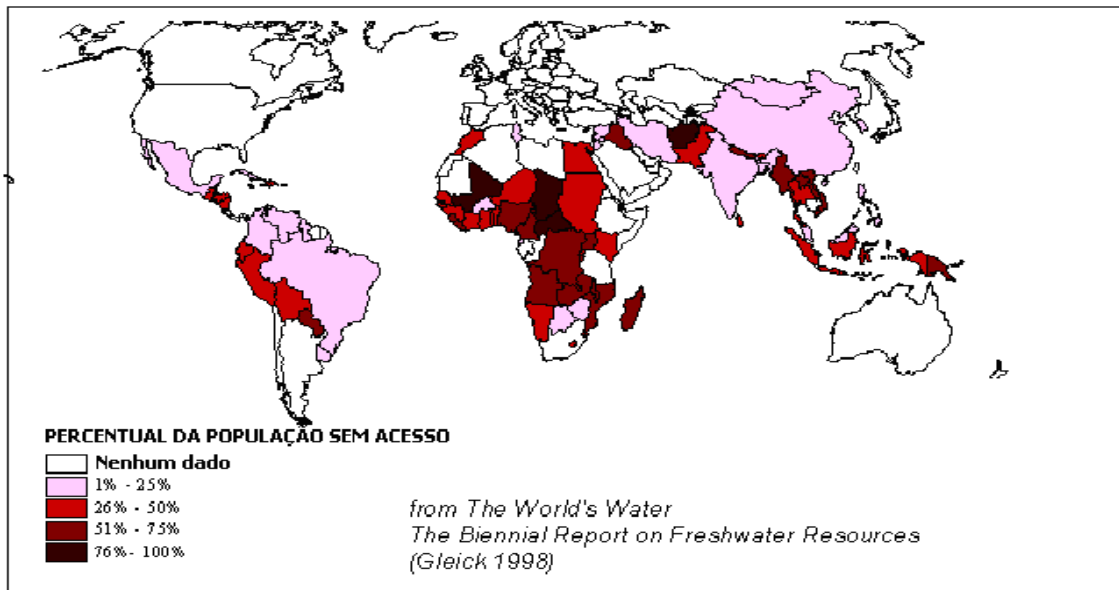 PERCENTUAL DA POPULAÇÃO SEM ACESSO
Nenhum dado
1% - 25%
26% - 50%
51% - 75%
76%- 100%
from The World's Water
The Biennial Report on Freshwater Resources
(Gleick 1998)